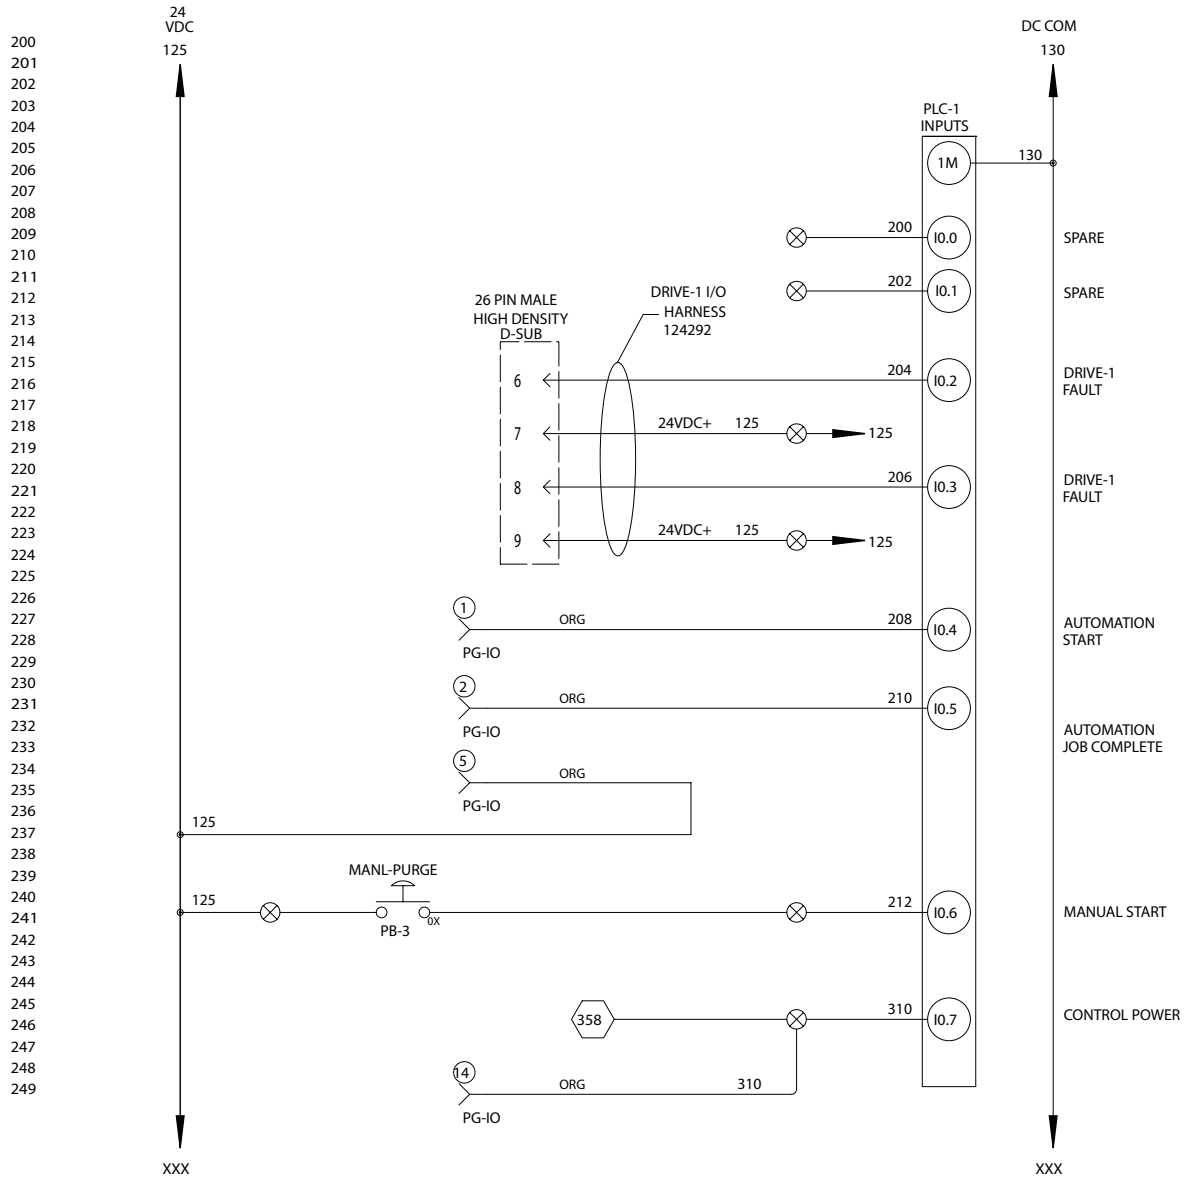 24
VDC
DC COM
200
125
130
201
202
203
PLC-1
204
INPUTS
205
130
1M
206
207
208
200
209
I0.0
SPARE
210
211
202
I0.1
SPARE
212
26 PIN MALE
HIGH DENSITY
D-SUB
DRIVE-1 I/O
HARNESS
124292
213
214
215
204
DRIVE-1
FAULT
216
6
I0.2
217
218
24VDC+
125
7
125
219
220
206
DRIVE-1
FAULT
221
8
I0.3
222
223
24VDC+
125
9
125
224
225
226
1
227
ORG
208
I0.4
AUTOMATION
START
228
PG-IO
229
230
2
231
ORG
210
I0.5
232
PG-IO
AUTOMATION
JOB COMPLETE
233
234
5
ORG
235
PG-IO
236
125
237
238
239
MANL-PURGE
240
125
212
241
0X
I0.6
MANUAL START
PB-3
242
243
244
245
310
246
358
I0.7
CONTROL POWER
247
248
14
249
ORG
310
PG-IO
XXX
XXX